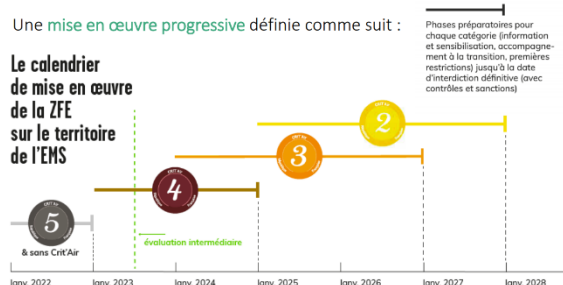 Une mise en œuvre progressive définie comme suit :
Phases préparatoires pour
chaque catégorie (information
et sensibilisation, accompagne-
ment à la transition, premières
restrictions) jusqu'à la date
d'interdiction définitive (avec
contrôles et sanctions)
Le calendrier
de mise en œuvre
de la ZFE
sur le territoire
de l'EMS
2
3
4
5
& sans Crit'Air
évaluation intermédiaire
Janv. 2022 Janv. 2023 Janv. 2024 Janv. 2025 Janv. 2026 Janv. 2027 Janv. 2028